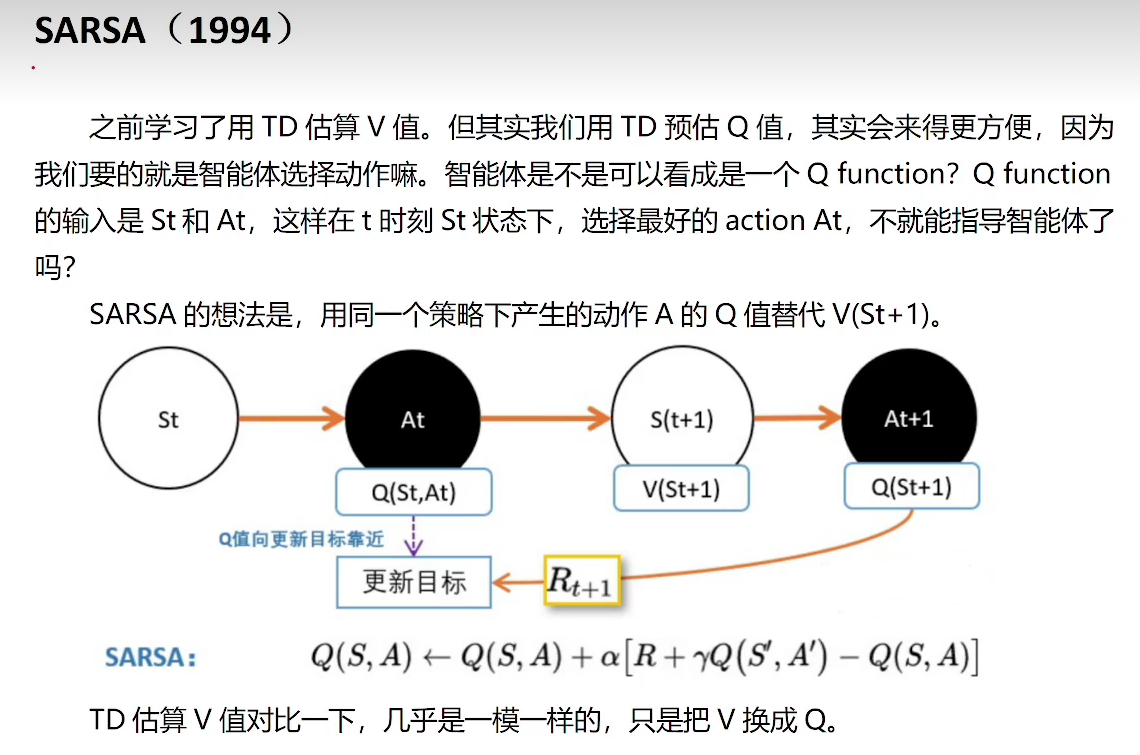 SARSA（1994）
之前学习了用 TD 估算 V 值。但其实我们用 TD 预估 Q 值，其实会来得更方便，因为
我们要的就是智能体选择动作嘛。智能体是不是可以看成是一个 Q function？Q function
的输入是 St 和 At，这样在 t 时刻 St 状态下，选择最好的 action At，不就能指导智能体了
吗？
SARSA 的想法是，用同一个策略下产生的动作 A 的 Q 值替代 V(St+1)。
St
At
S(t+1)
At+1
Q(St,At)
V(St+1)
Q(St+1)
Q值向更新目标靠近
更新目标
R_{t+1}
SARSA： Q(S, A) ← Q(S, A) + α[R + γQ(S′, A′) − Q(S, A)]
TD 估算 V 值对比一下，几乎是一模一样的，只是把 V 换成 Q。